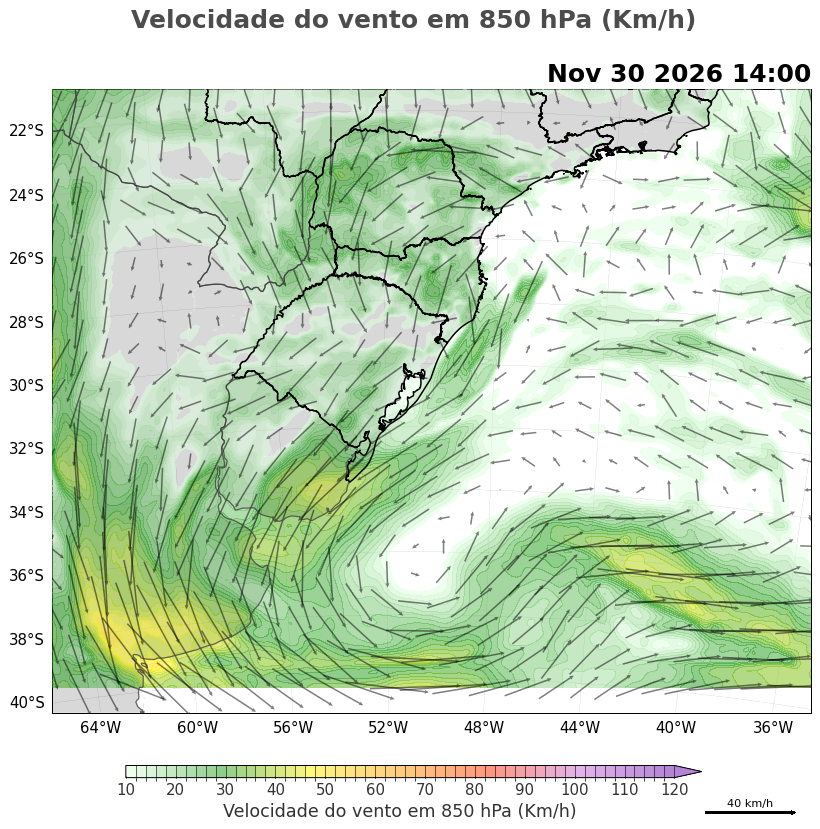 Velocidade do vento em 850 hPa (Km/h)
Nov 30 2026 14:00
22°S
24°S
26°S
28°S
30°S
32°S
34°S
36°S
38°S
40°S
64°W 60°W 56°W 52°W 48°W 44°W 40°W 36°W
10 20 30 40 50 60 70 80 90 100 110 120
Velocidade do vento em 850 hPa (Km/h)
40 km/h